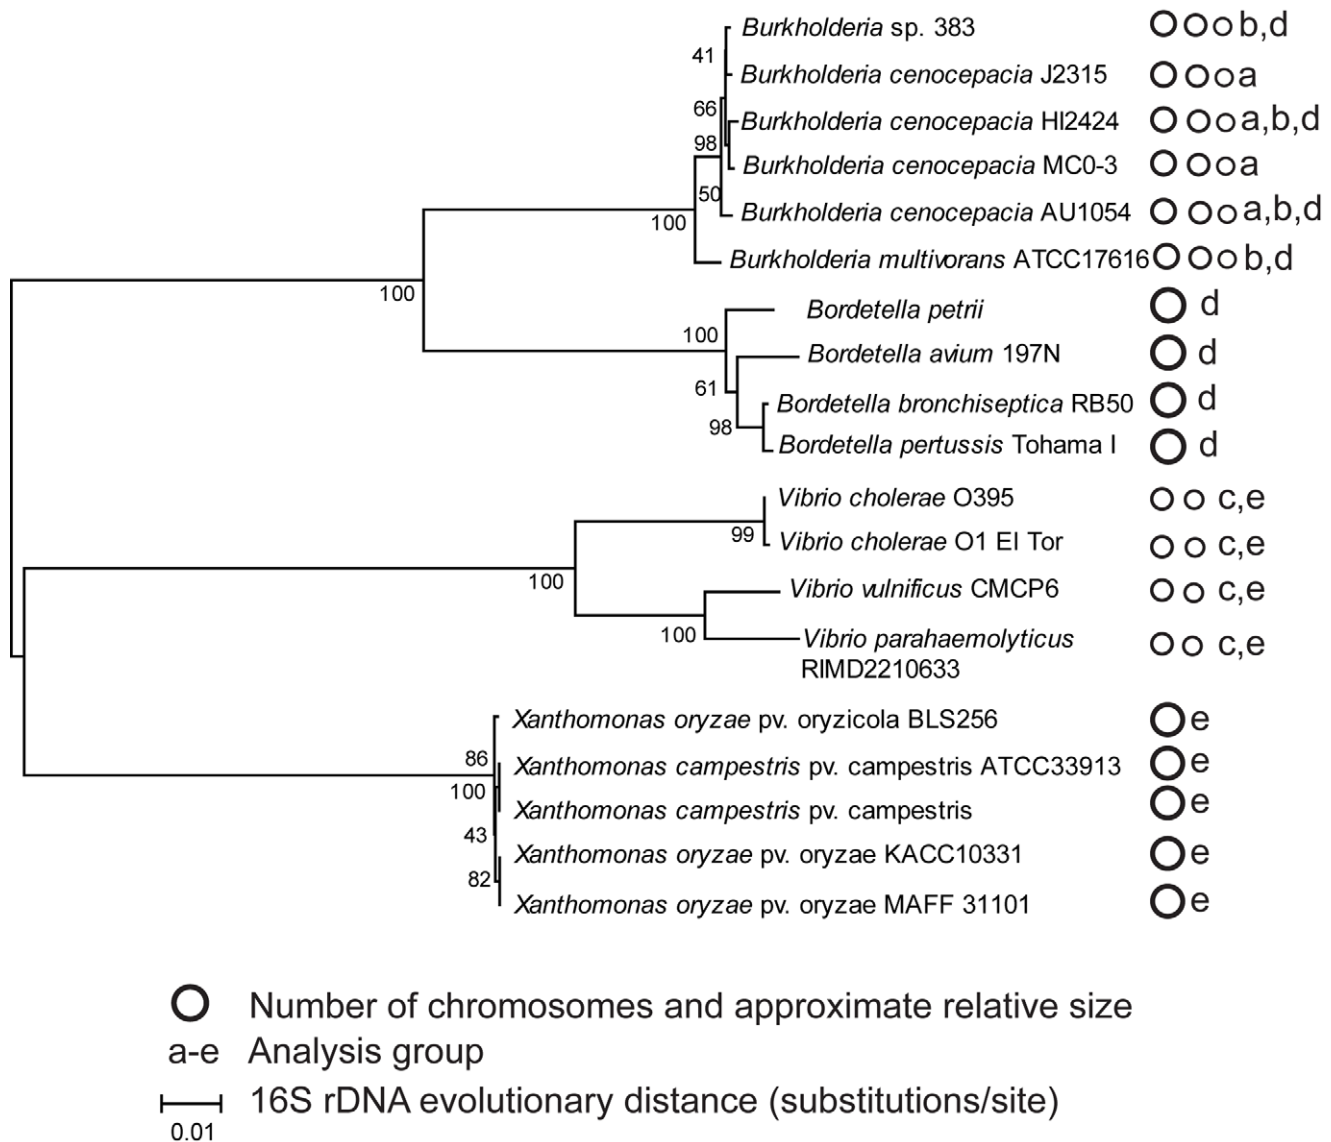 Burkholderia sp. 383 b,d
41
Burkholderia cenocepacia J2315 a
66
Burkholderia cenocepacia HI2424 a,b,d
98
Burkholderia cenocepacia MC0-3 a
50
Burkholderia cenocepacia AU1054 a,b,d
100
Burkholderia multivorans ATCC17616 b,d
100
Bordetella petrii d
100
Bordetella avium 197N d
61
Bordetella bronchiseptica RB50 d
98
Bordetella pertussis Tohama I d
Vibrio cholerae O395 c,e
99
Vibrio cholerae O1 El Tor c,e
100
Vibrio vulnificus CMCP6 c,e
100
Vibrio parahaemolyticus c,e
RIMD2210633
Xanthomonas oryzae pv. oryzicola BLS256 e
86
Xanthomonas campestris pv. campestris ATCC33913 e
100
Xanthomonas campestris pv. campestris e
43
Xanthomonas oryzae pv. oryzae KACC10331 e
82
Xanthomonas oryzae pv. oryzae MAFF 31101 e
Number of chromosomes and approximate relative size
a-e Analysis group
16S rDNA evolutionary distance (substitutions/site)
0.01